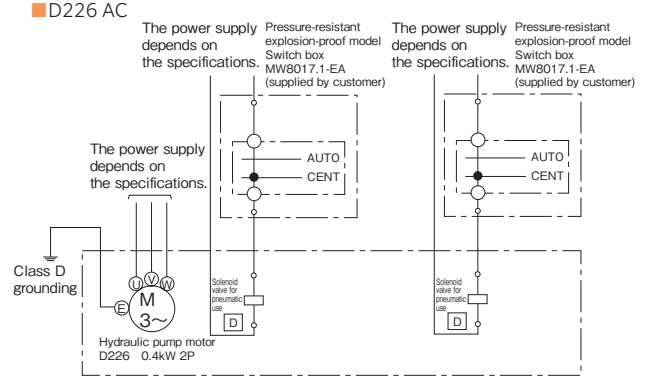 ■D226 AC
The power supply
depends on
the specifications.
Pressure-resistant
explosion-proof model
Switch box
MW8017.1-EA
(supplied by customer)
The power supply
depends on
the specifications.
Pressure-resistant
explosion-proof model
Switch box
MW8017.1-EA
(supplied by customer)
The power supply
depends on
the specifications.
AUTO
CENT
AUTO
CENT
Class D
grounding
U V W
E
M
3~
Hydraulic pump motor
D226 0.4kW 2P
Solenoid
valve for
pneumatic
use
D
Solenoid
valve for
pneumatic
use
D